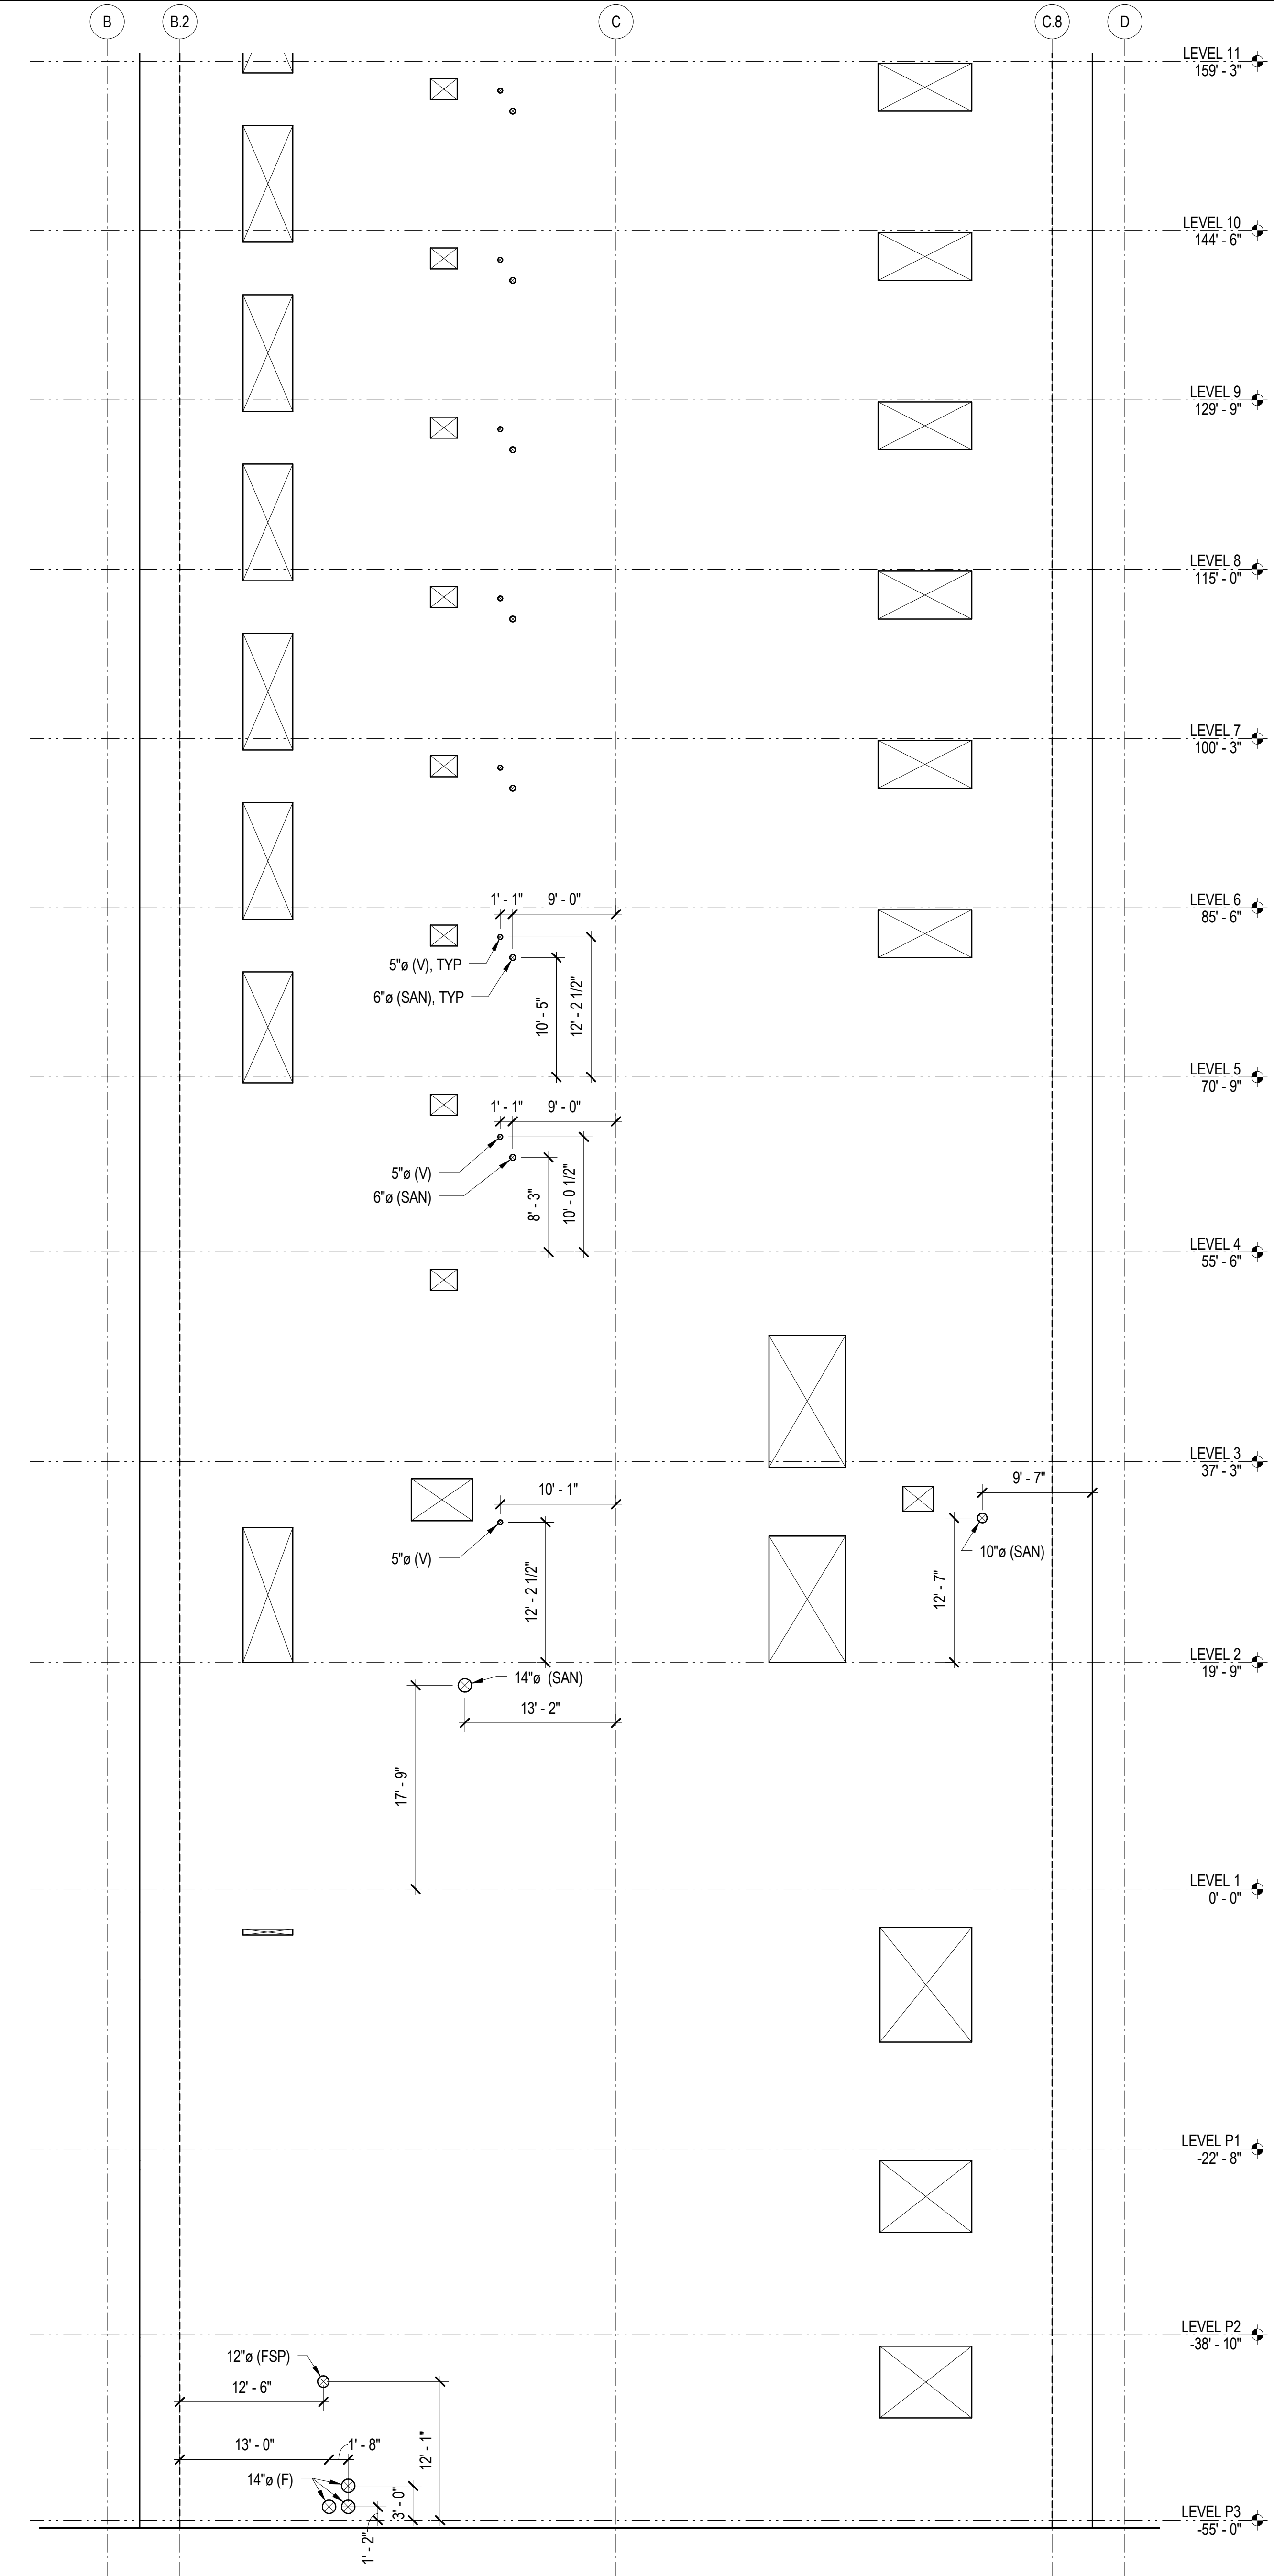 B
B.2
C
C.8
D
LEVEL 11
159' - 3"
LEVEL 10
144' - 6"
LEVEL 9
129' - 9"
LEVEL 8
115' - 0"
LEVEL 7
100' - 3"
LEVEL 6
85' - 6"
1' - 1"
9' - 0"
5"ø (V), TYP
6"ø (SAN), TYP
10' - 5"
12' - 2 1/2"
LEVEL 5
70' - 9"
1' - 1"
9' - 0"
5"ø (V)
6"ø (SAN)
8' - 3"
10' - 0 1/2"
LEVEL 4
55' - 6"
LEVEL 3
37' - 3"
10' - 1"
9' - 7"
5"ø (V)
10"ø (SAN)
12' - 2 1/2"
12' - 7"
LEVEL 2
19' - 9"
14"ø (SAN)
13' - 2"
17' - 9"
LEVEL 1
0' - 0"
LEVEL P1
-22' - 8"
LEVEL P2
-38' - 10"
12"ø (FSP)
12' - 6"
12' - 1"
13' - 0"
1' - 8"
14"ø (F)
3' - 0"
1' - 2"
LEVEL P3
-55' - 0"